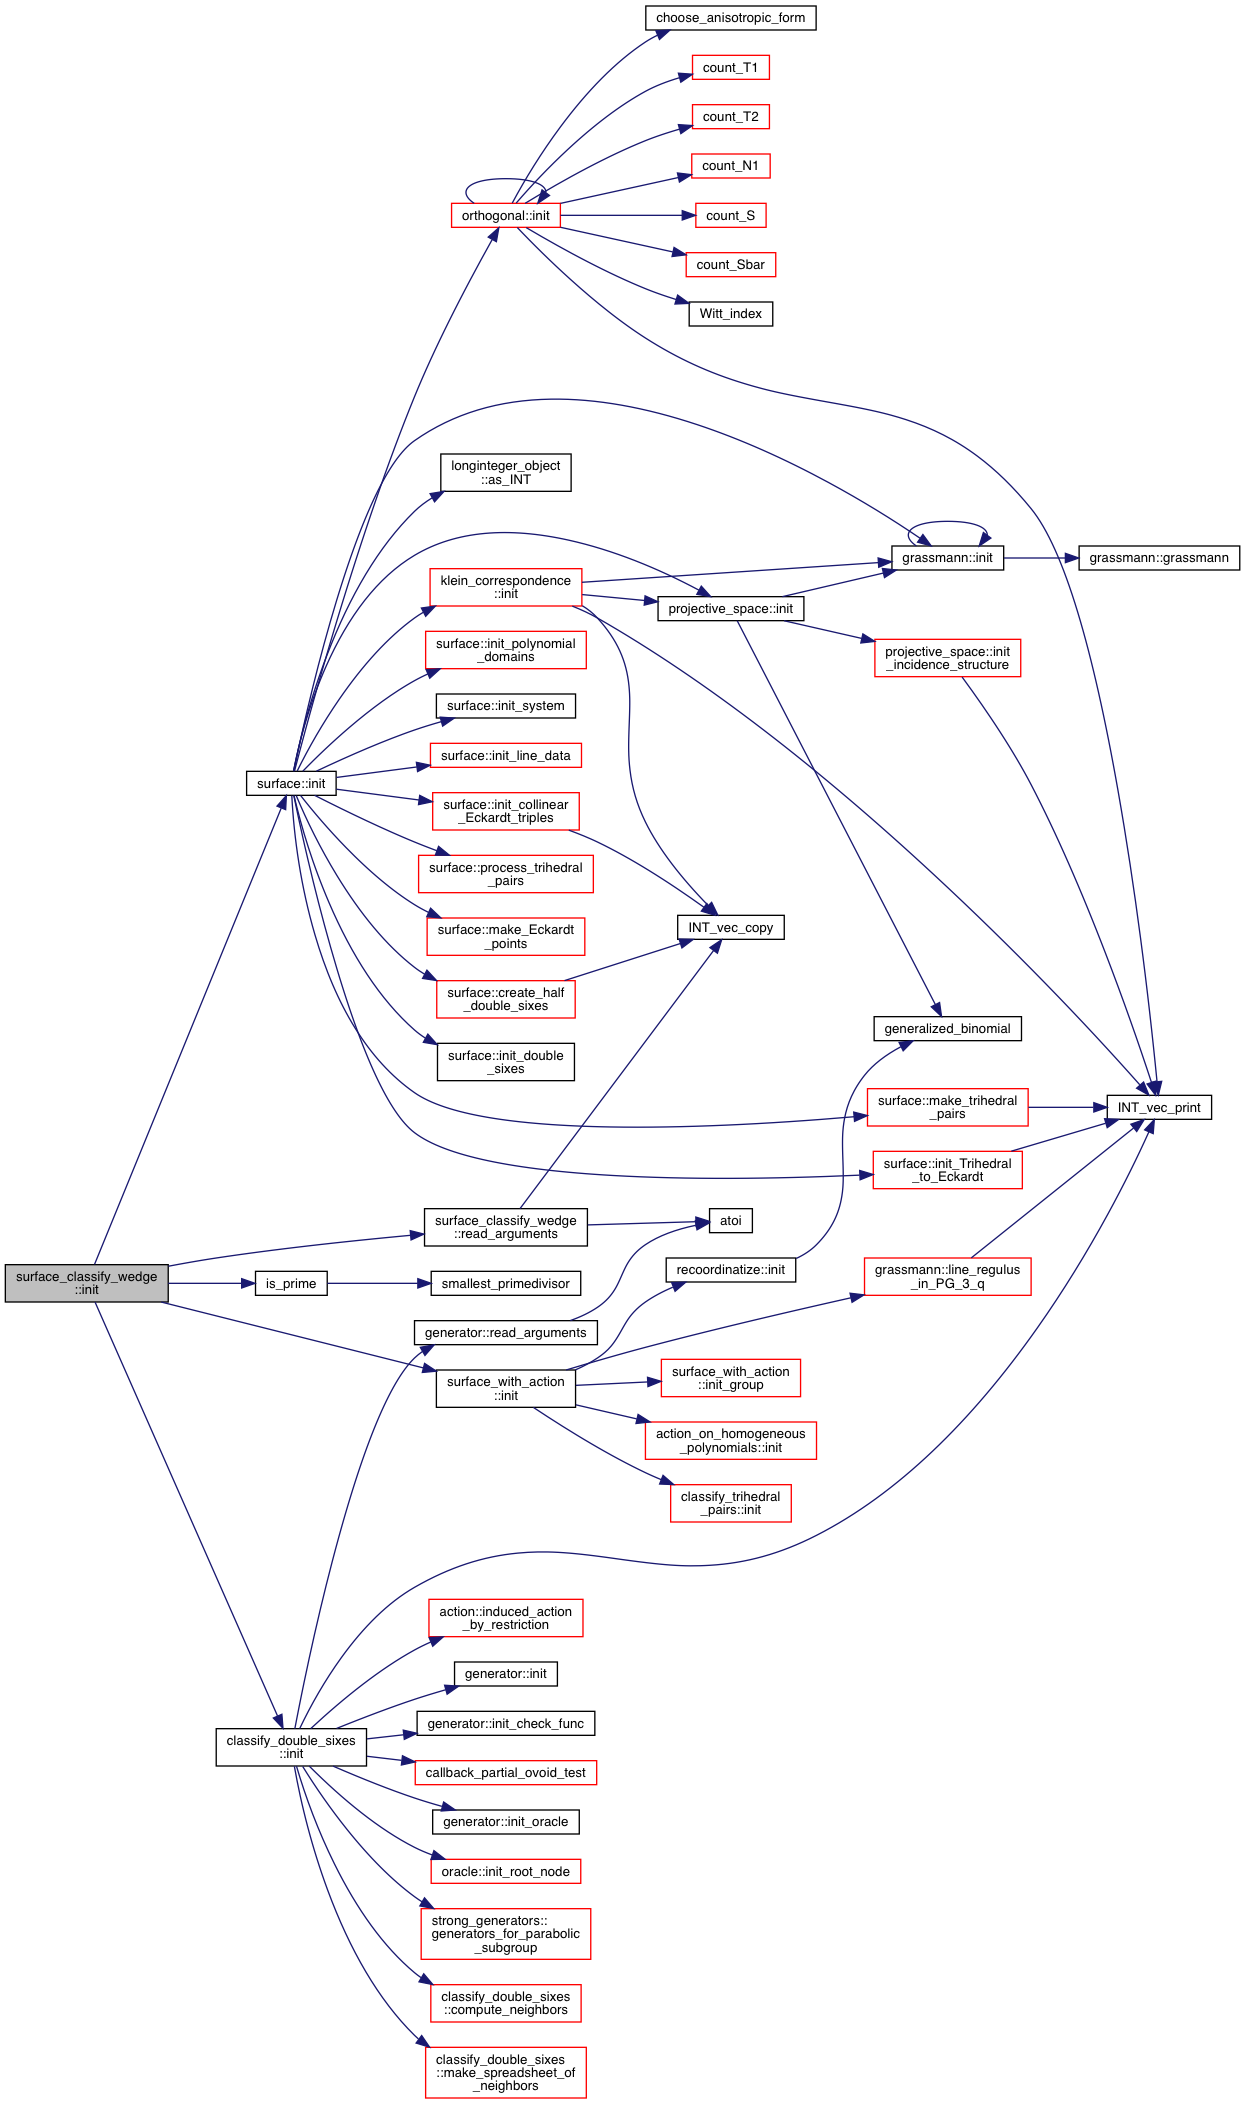 choose_anisotropic_form
count_T1
count_T2
count_N1
orthogonal::init
count_S
count_Sbar
Witt_index
longinteger_object
::as_INT
grassmann::init
grassmann::grassmann
klein_correspondence
::init
projective_space::init
surface::init_polynomial
_domains
projective_space::init
_incidence_structure
surface::init_system
surface::init_line_data
surface::init
surface::init_collinear
_Eckardt_triples
surface::process_trihedral
_pairs
surface::make_Eckardt
_points
INT_vec_copy
surface::create_half
_double_sixes
generalized_binomial
surface::init_double
_sixes
surface::make_trihedral
_pairs
INT_vec_print
surface::init_Trihedral
_to_Eckardt
surface_classify_wedge
::read_arguments
atoi
surface_classify_wedge
::init
is_prime
smallest_primedivisor
recoordinatize::init
grassmann::line_regulus
_in_PG_3_q
generator::read_arguments
surface_with_action
::init
surface_with_action
::init_group
action_on_homogeneous
_polynomials::init
classify_trihedral
_pairs::init
action::induced_action
_by_restriction
generator::init
generator::init_check_func
classify_double_sixes
::init
callback_partial_ovoid_test
generator::init_oracle
oracle::init_root_node
strong_generators::
generators_for_parabolic
_subgroup
classify_double_sixes
::compute_neighbors
classify_double_sixes
::make_spreadsheet_of
_neighbors